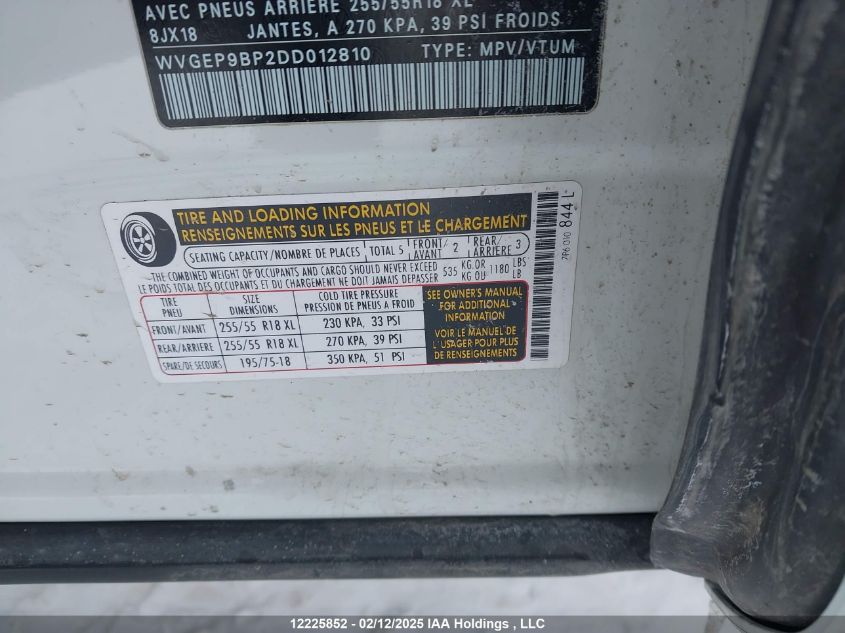 AVEC PNEUS ARRIÈRE 255/55R18 XL
8JX18 JANTES, A 270 KPA, 39 PSI FROIDS
WVGEP9BP2DD012810 TYPE: MPV/VTUM
TIRE AND LOADING INFORMATION
RENSEIGNEMENTS SUR LES PNEUS ET LE CHARGEMENT
SEATING CAPACITY/NOMBRE DE PLACES TOTAL 5 FRONT/AVANT 2 REAR/ARRIERE 3
THE COMBINED WEIGHT OF OCCUPANTS AND CARGO SHOULD NEVER EXCEED 535 KG OR 1180 LBS
LE POIDS TOTAL DES OCCUPANTS ET DU CHARGEMENT NE DOIT JAMAIS DEPASSER KG OU LB
TIRE PNEU SIZE DIMENSIONS COLD TIRE PRESSURE PRESSION DE PNEUS A FROID
FRONT/AVANT 255/55 R18 XL 230 KPA, 33 PSI
REAR/ARRIERE 255/55 R18 XL 270 KPA, 39 PSI
SPARE/DE SECOURS 195/75-18 350 KPA, 51 PSI
SEE OWNER'S MANUAL
FOR ADDITIONAL
INFORMATION
VOIR LE MANUEL DE
L'USAGER POUR PLUS
DE RENSEIGNEMENTS
7P6 010 844 L
12225852 - 02/12/2025 IAA Holdings , LLC